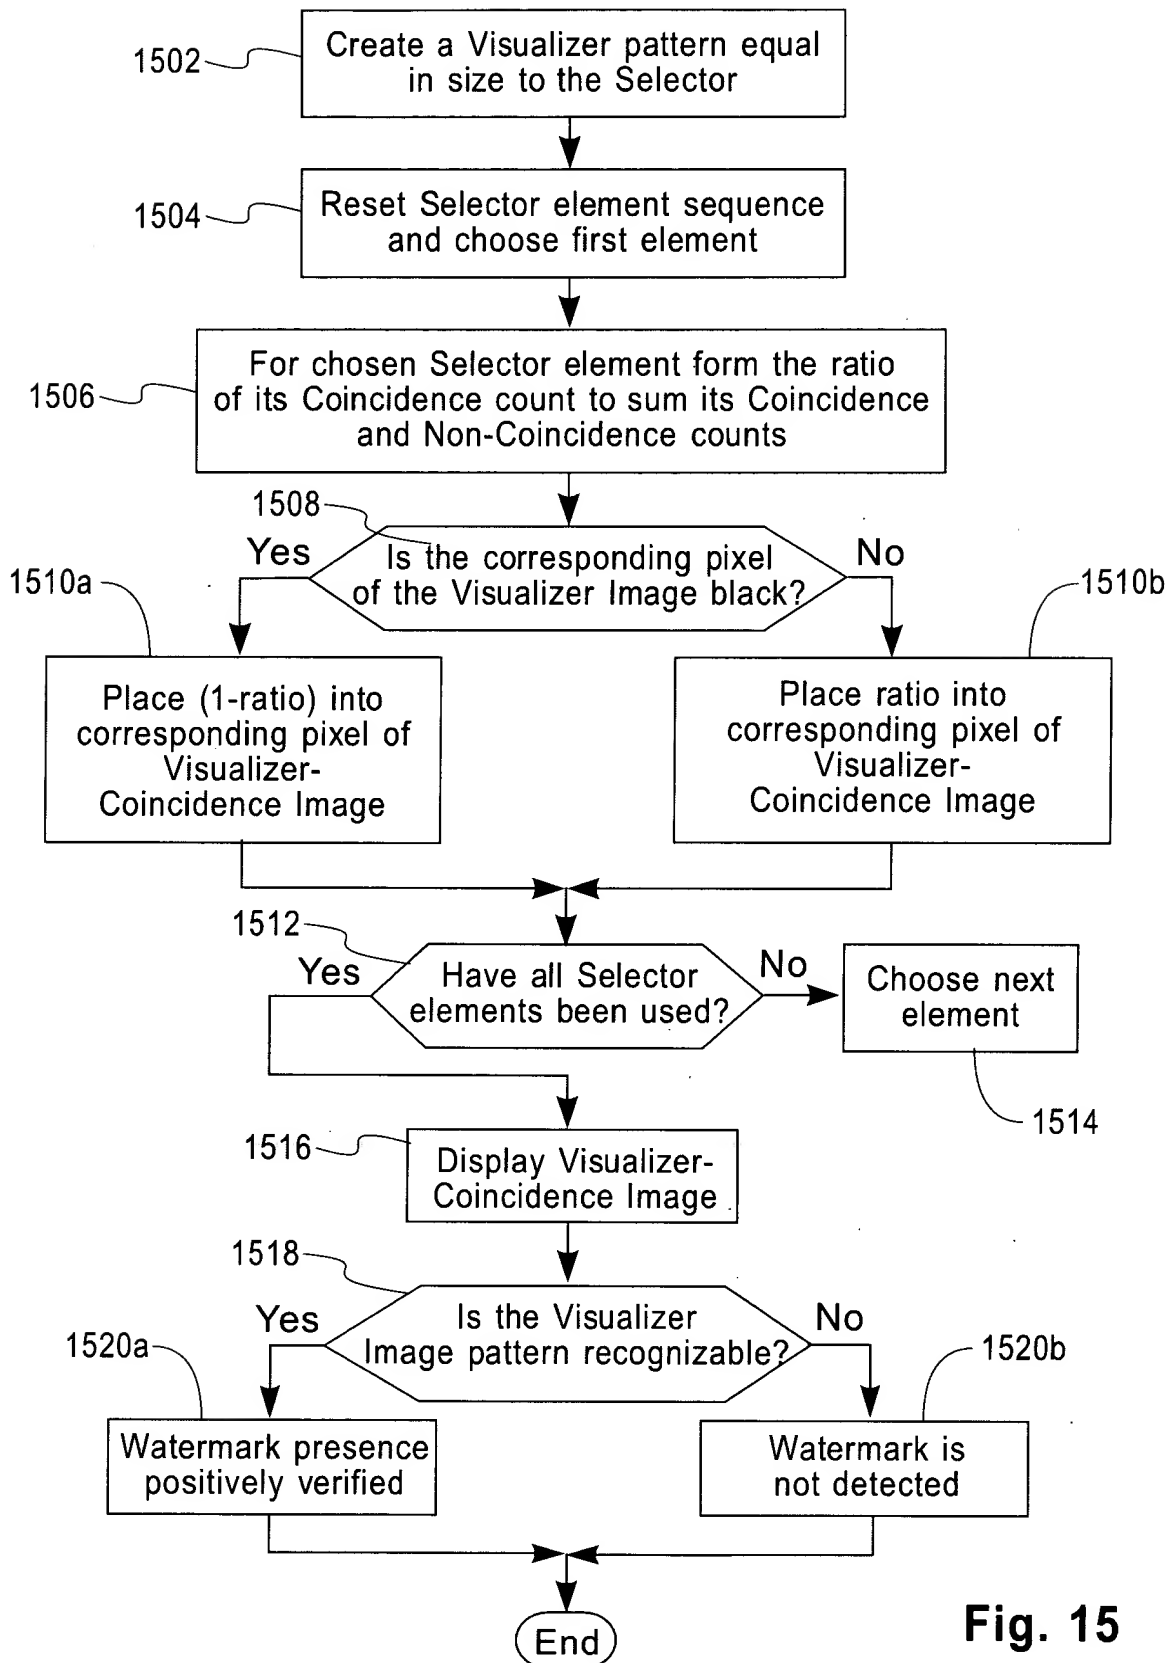 1502
Create a Visualizer pattern equal
in size to the Selector
1504
Reset Selector element sequence
and choose first element
1506
For chosen Selector element form the ratio
of its Coincidence count to sum its Coincidence
and Non-Coincidence counts
1508
Yes
Is the corresponding pixel
of the Visualizer Image black?
No
1510a
1510b
Place (1-ratio) into
corresponding pixel of
Visualizer-
Coincidence Image
Place ratio into
corresponding pixel of
Visualizer-
Coincidence Image
1512
Yes
Have all Selector
elements been used?
No
Choose next
element
1514
1516
Display Visualizer-
Coincidence Image
1518
Yes
Is the Visualizer
Image pattern recognizable?
No
1520a
1520b
Watermark presence
positively verified
Watermark is
not detected
End
Fig. 15